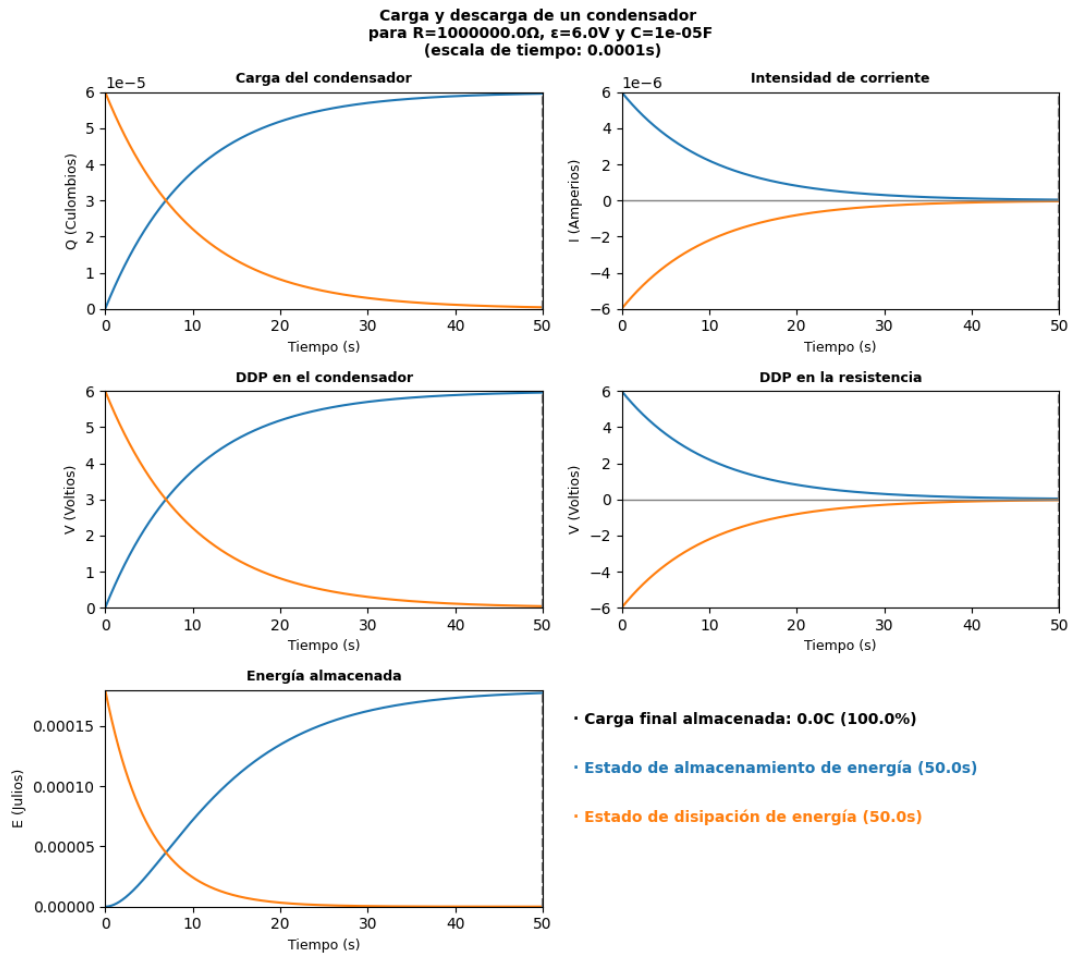 Carga y descarga de un condensador
para R=1000000.0Ω, ε=6.0V y C=1e-05F
(escala de tiempo: 0.0001s)
Carga del condensador
1e−5
Q (Culombios)
6
5
4
3
2
1
0
0 10 20 30 40 50
Tiempo (s)
Intensidad de corriente
1e−6
I (Amperios)
6
4
2
0
−2
−4
−6
0 10 20 30 40 50
Tiempo (s)
DDP en el condensador
V (Voltios)
6
5
4
3
2
1
0
0 10 20 30 40 50
Tiempo (s)
DDP en la resistencia
V (Voltios)
6
4
2
0
−2
−4
−6
0 10 20 30 40 50
Tiempo (s)
Energía almacenada
E (Julios)
0.00015
0.00010
0.00005
0.00000
0 10 20 30 40 50
Tiempo (s)
· Carga final almacenada: 0.0C (100.0%)
· Estado de almacenamiento de energía (50.0s)
· Estado de disipación de energía (50.0s)